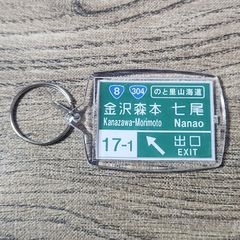 8 304 のと里山海道
金沢森本 七尾
Kanazawa-Morimoto Nanao
17-1 出口
EXIT